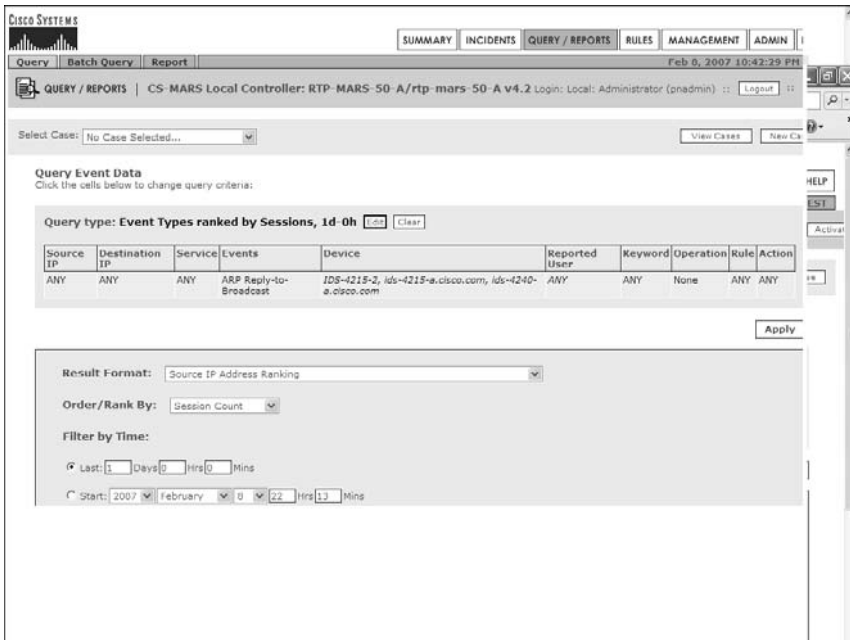 CISCO SYSTEMS
SUMMARY INCIDENTS QUERY / REPORTS RULES MANAGEMENT ADMIN
Query Batch Query Report Feb 8, 2007 10:42:29 PM
QUERY / REPORTS | CS-MARS Local Controller: RTP-MARS-50-A/rtp-mars-50-A v4.2 Login: Local: Administrator (pnadmin) :: Logout ::
Select Case: No Case Selected... View Cases New Ca
Query Event Data
Click the cells below to change query criteria:
HELP
Activat
Query type: Event Types ranked by Sessions, 1d-0h Edit Clear
Source IP Destination IP Service Events Device Reported User Keyword Operation Rule Action
ANY ANY ANY ARP Reply-to-Broadcast IDS-4215-2, ids-4215-a.cisco.com, ids-4240-a.cisco.com ANY ANY None ANY ANY
Apply
Result Format: Source IP Address Ranking
Order/Rank By: Session Count
Filter by Time:
Last: 1 Days 0 Hrs 0 Mins
Start: 2007 February 8 22 Hrs 13 Mins